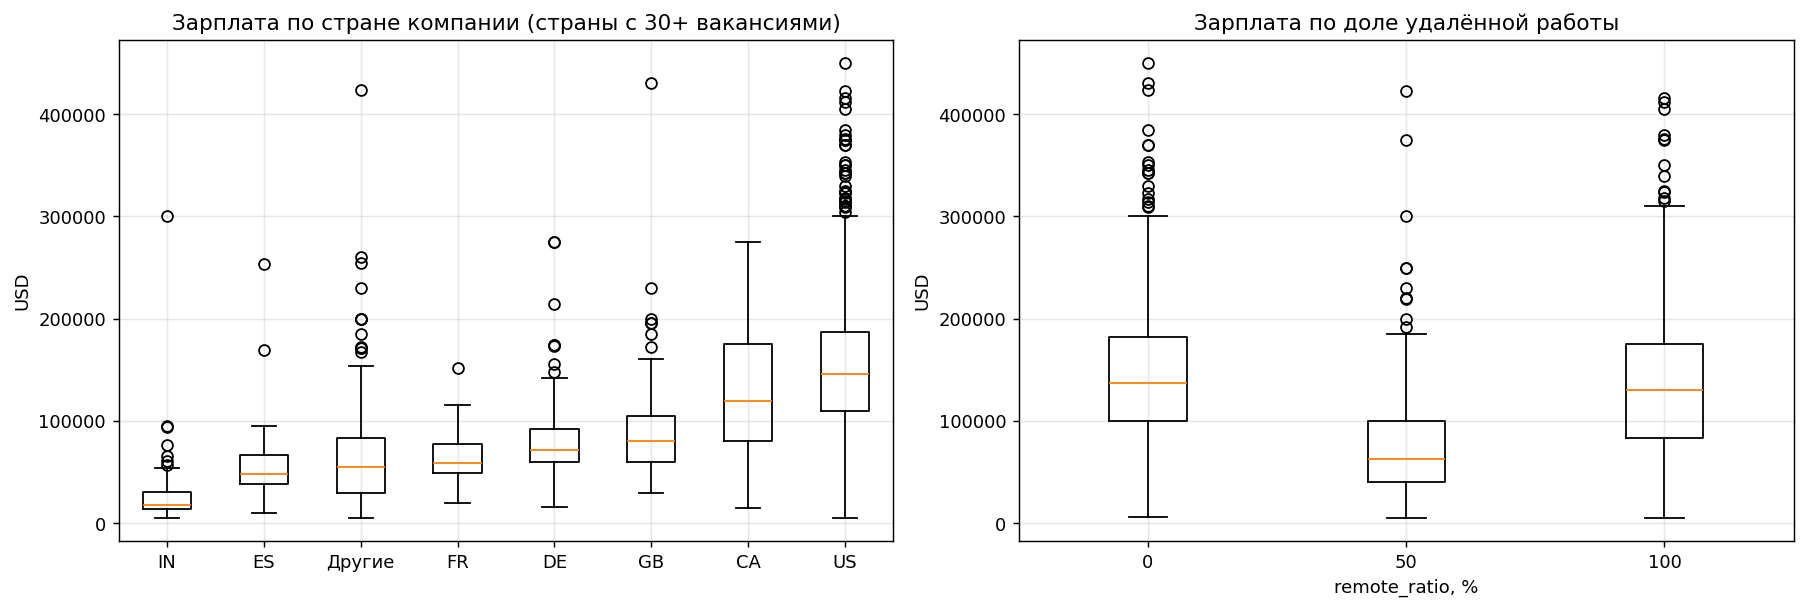 Зарплата по стране компании (страны с 30+ вакансиями)
USD
400000
300000
200000
100000
0
IN ES Другие FR DE GB CA US
Зарплата по доле удалённой работы
USD
400000
300000
200000
100000
0
0 50 100
remote_ratio, %